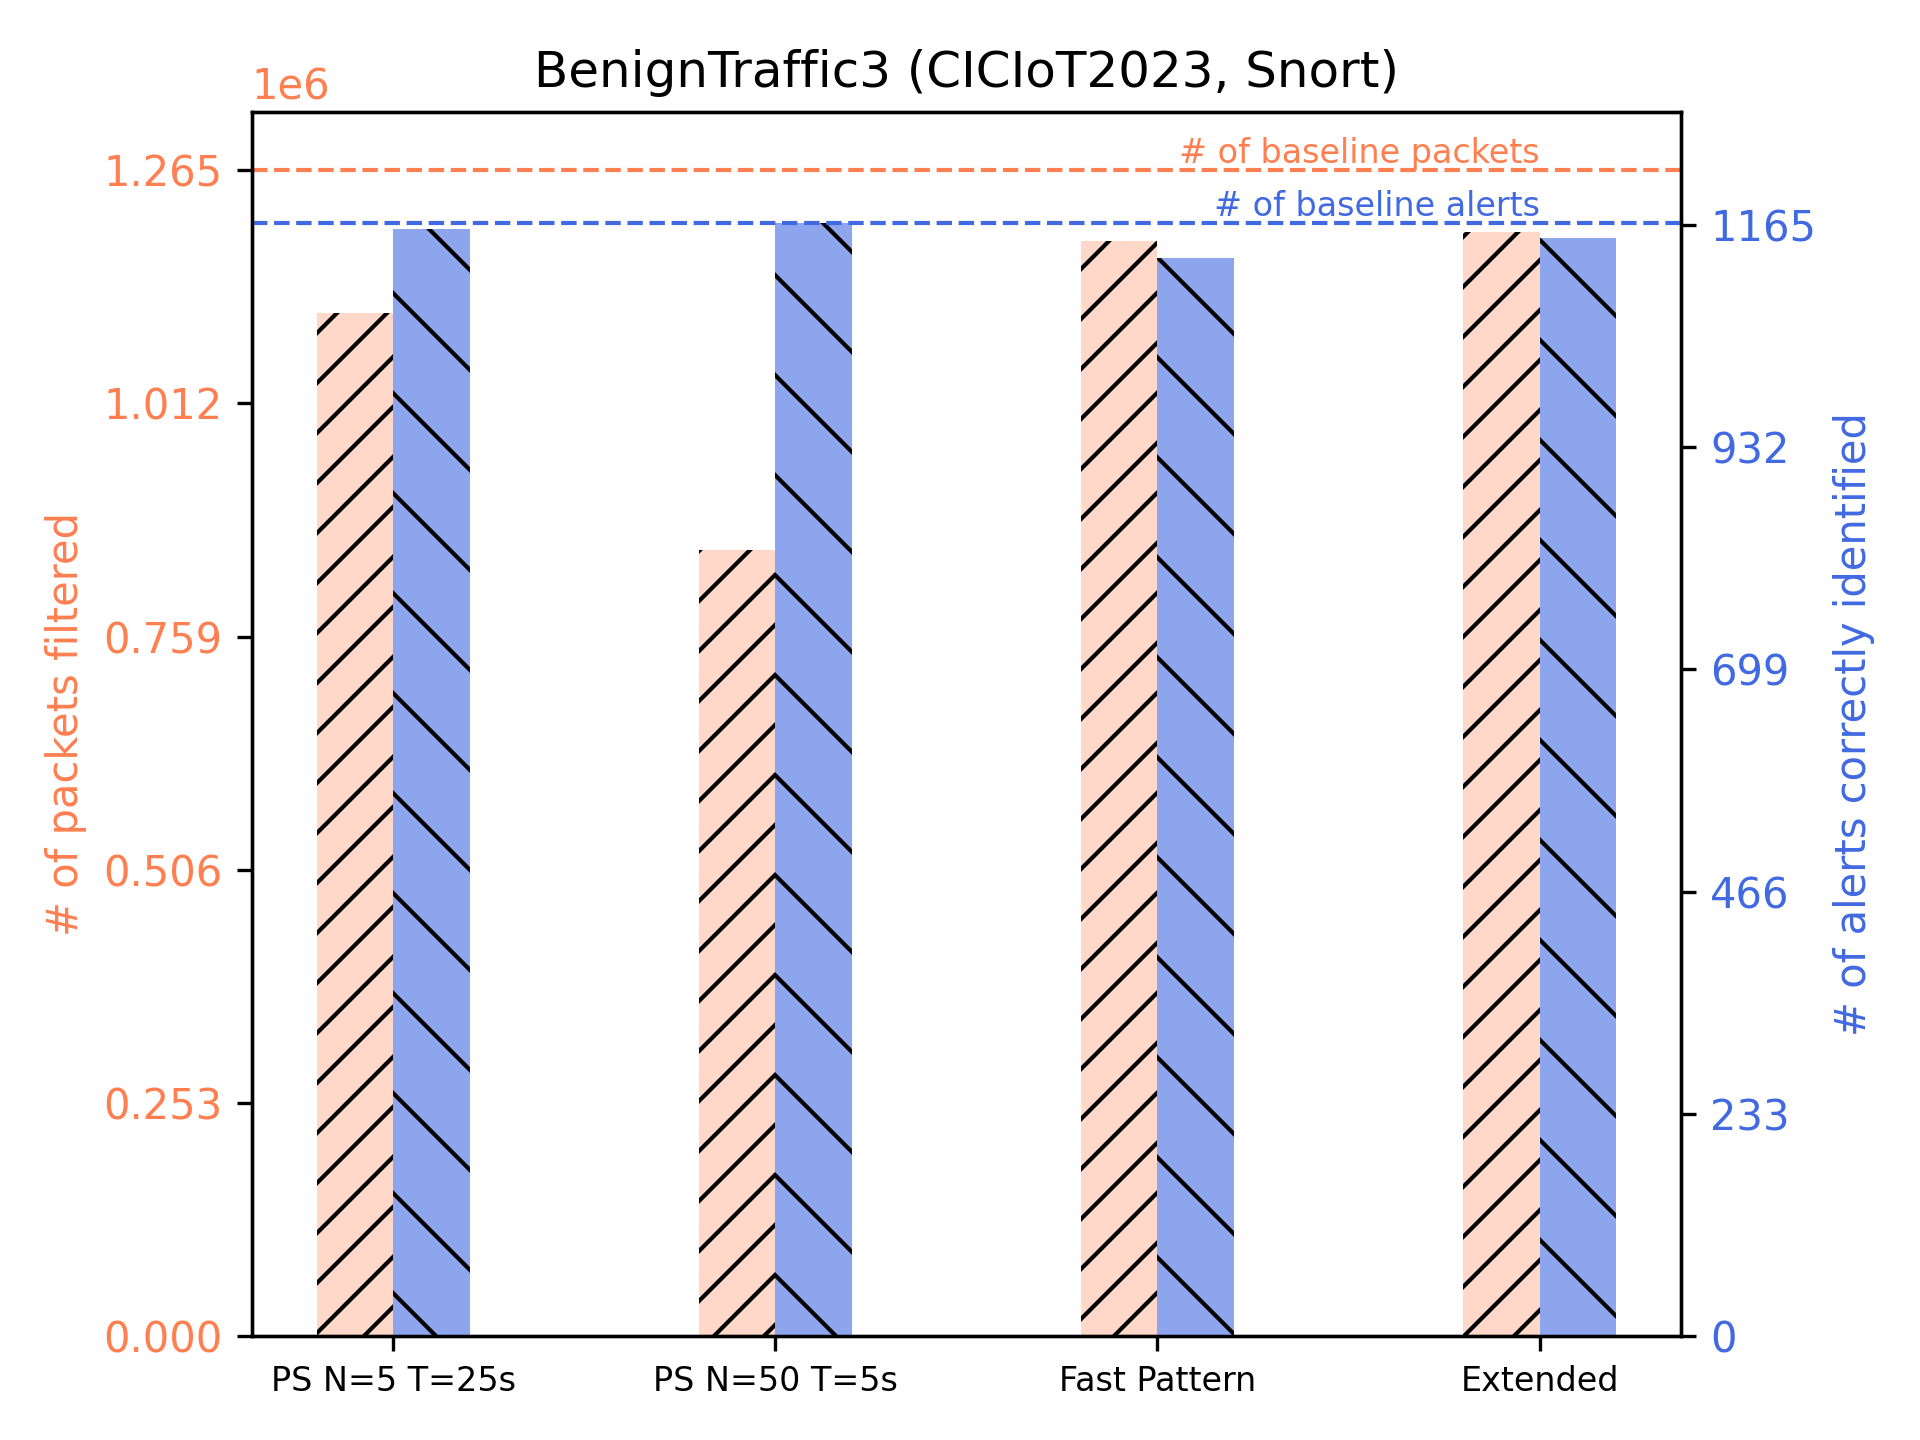 BenignTraffic3 (CICIoT2023, Snort)
1e6
# of baseline packets
# of baseline alerts
1.265
1.012
0.759
0.506
0.253
0.000
# of packets filtered
1165
932
699
466
233
0
# of alerts correctly identified
PS N=5 T=25s
PS N=50 T=5s
Fast Pattern
Extended